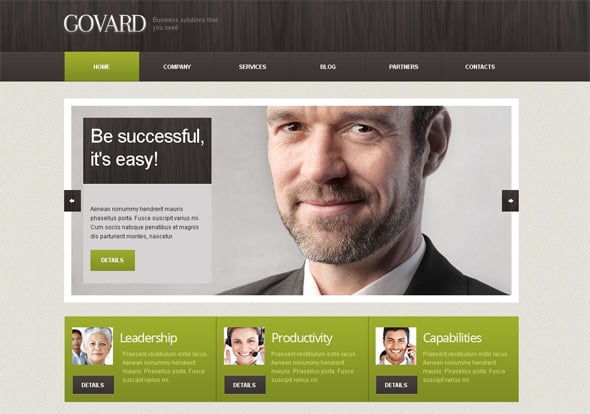 GOVARD
Business solutions that
you need
HOME
COMPANY
SERVICES
BLOG
PARTNERS
CONTACTS
Be successful,
it's easy!
Aenean nonummy hendrerit mauris
phasellus porta. Fusce suscipit varius mi.
Cum sociis natoque penatibus et magnis
dis parturient montes, nascetur.
DETAILS
Leadership
Praesent vestibulum estie lacus.
Aenean nonummy hendrerit
mauris. Phasellus porta. Fusce
suscipit varius mi.
DETAILS
Productivity
Praesent vestibulum estie lacus.
Aenean nonummy hendrerit
mauris. Phasellus porta. Fusce
suscipit varius mi.
DETAILS
Capabilities
Praesent vestibulum estie lacus.
Aenean nonummy hendrerit
mauris. Phasellus porta. Fusce
suscipit varius mi.
DETAILS